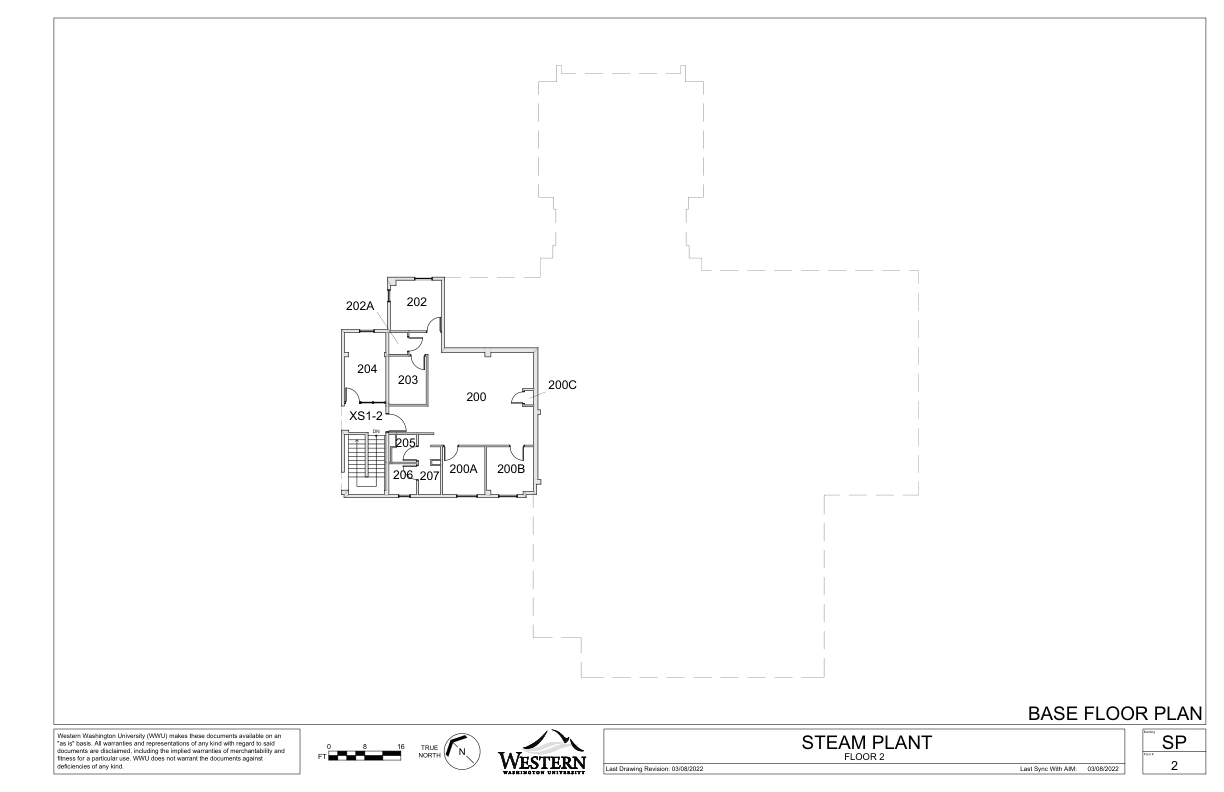 202A
202
204
203
200
200C
XS1-2
DN
205
206
207
200A
200B
BASE FLOOR PLAN
Western Washington University (WWU) makes these documents available on an
"as is" basis. All warranties and representations of any kind with regard to said
documents are disclaimed, including the implied warranties of merchantability and
fitness for a particular use. WWU does not warrant the documents against
deficiencies of any kind.
0 8 16
FT
TRUE
NORTH
N
WESTERN
WASHINGTON UNIVERSITY
STEAM PLANT
FLOOR 2
Last Drawing Revision: 03/08/2022
Last Sync With AIM: 03/08/2022
Building
SP
2